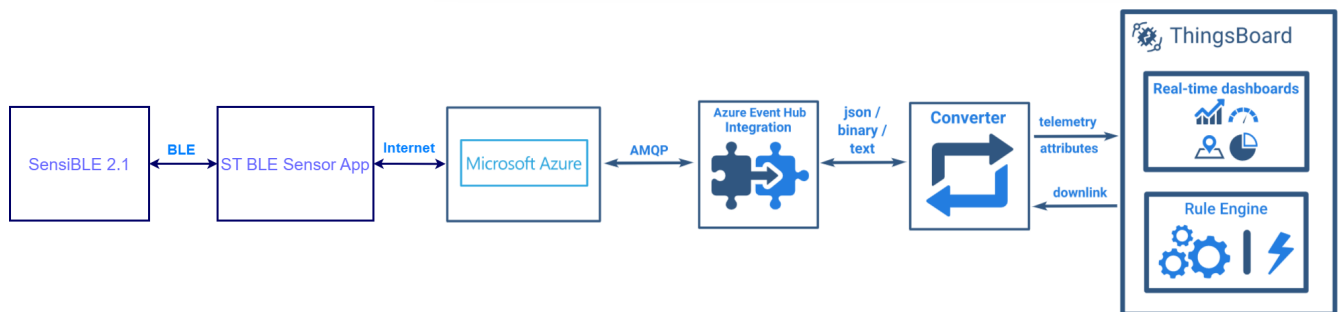 SensiBLE 2.1
BLE
ST BLE Sensor App
Internet
Microsoft Azure
AMQP
Azure Event Hub
Integration
json /
binary /
text
Converter
telemetry
attributes
downlink
ThingsBoard
Real-time dashboards
Rule Engine